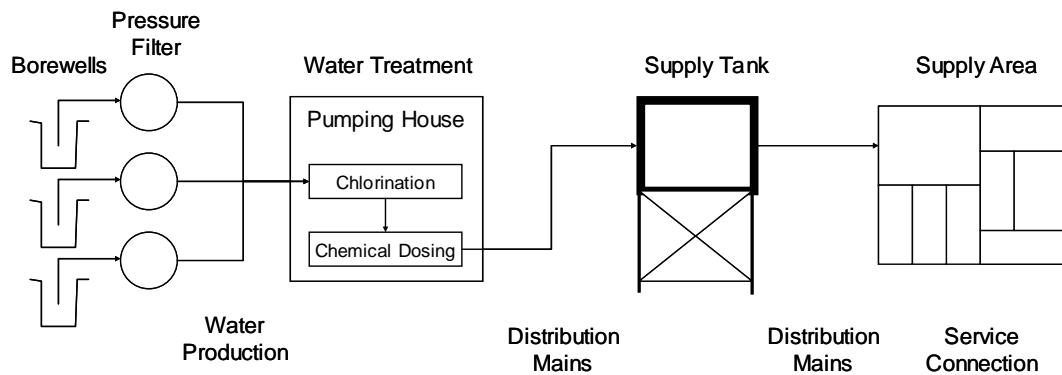 Pressure
Filter
Borewells
Water Treatment
Supply Tank
Supply Area
Pumping House
Chlorination
Chemical Dosing
Water
Production
Distribution
Mains
Distribution
Mains
Service
Connection